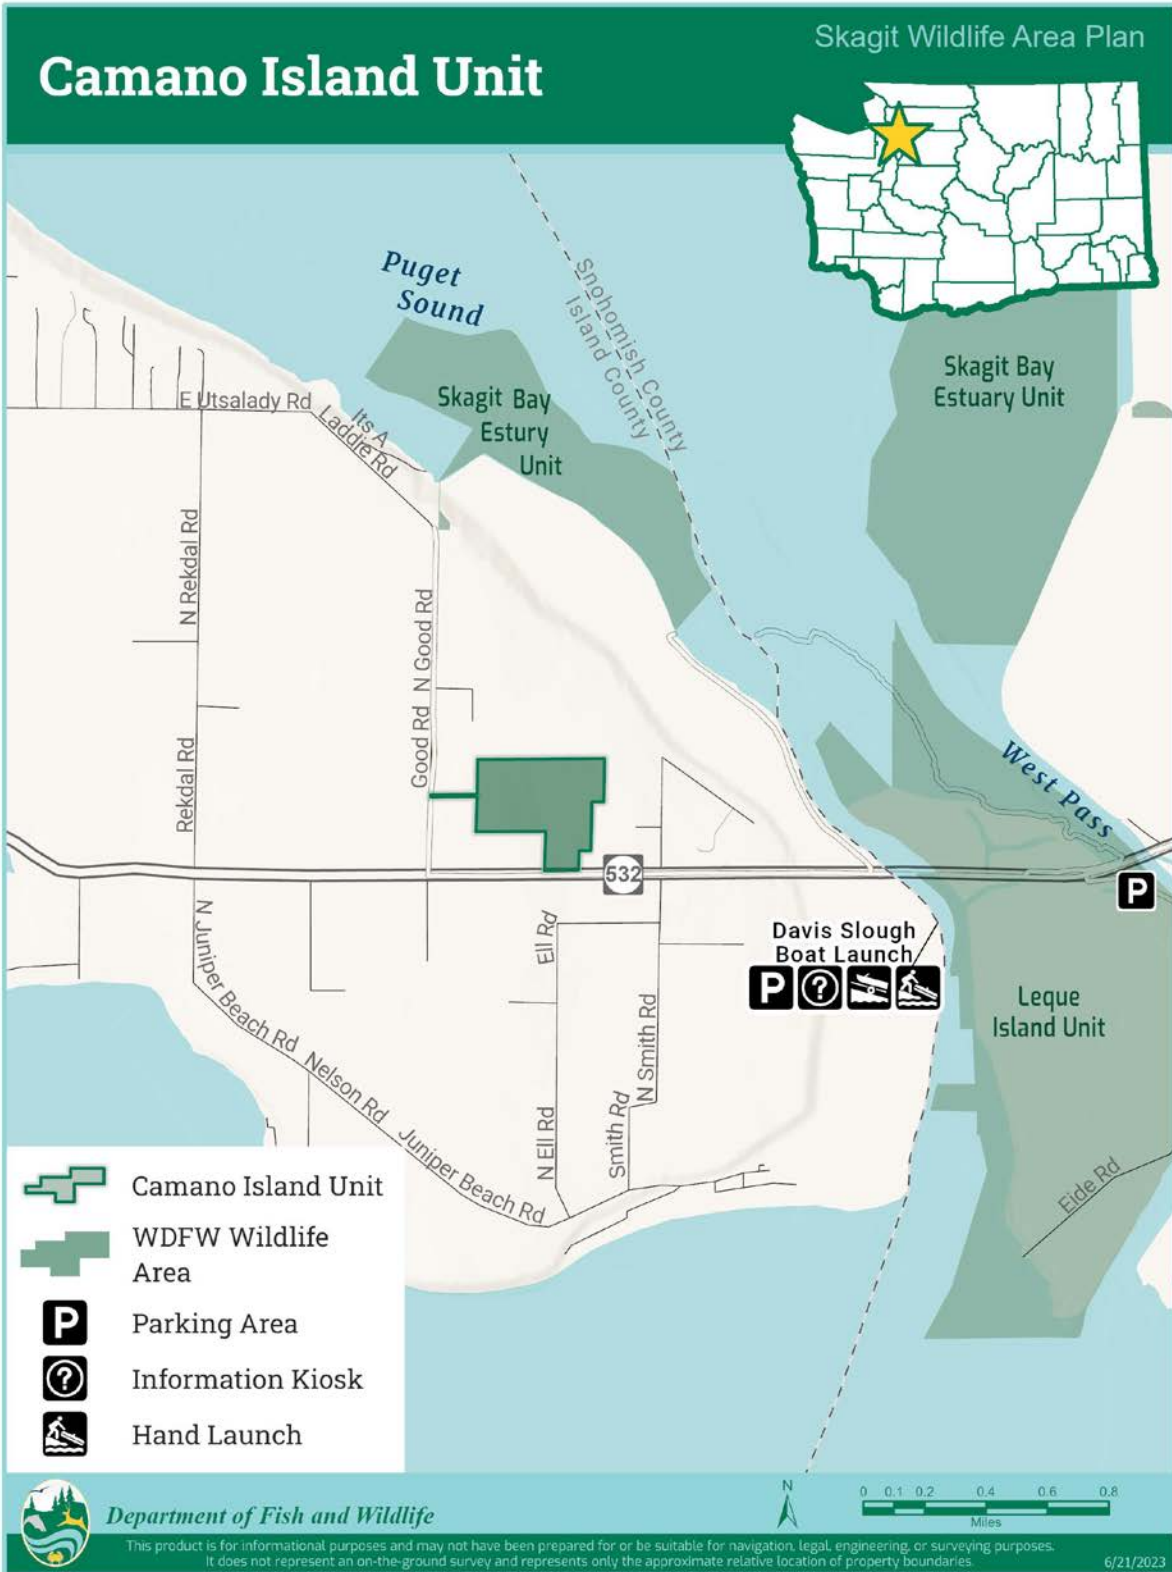 Skagit Wildlife Area Plan
Camano Island Unit
Puget
Sound
Snohomish County
Island County
Skagit Bay
Estury
Unit
Skagit Bay
Estuary Unit
E Utsalady Rd
Its A
Laddie Rd
N Rekdal Rd
N Good Rd
Good Rd
Rekdal Rd
West Pass
532
P
N Juniper Beach Rd
Ell Rd
Davis Slough
Boat Launch
P ?
Leque
Island Unit
N Smith Rd
Nelson Rd
Smith Rd
N Ell Rd
Juniper Beach Rd
Eide Rd
Camano Island Unit
WDFW Wildlife
Area
P Parking Area
? Information Kiosk
Hand Launch
Department of Fish and Wildlife
N
0 0.1 0.2 0.4 0.6 0.8
Miles
This product is for informational purposes and may not have been prepared for or be suitable for navigation, legal, engineering, or surveying purposes.
It does not represent an on-the-ground survey and represents only the approximate relative location of property boundaries.
6/21/2023